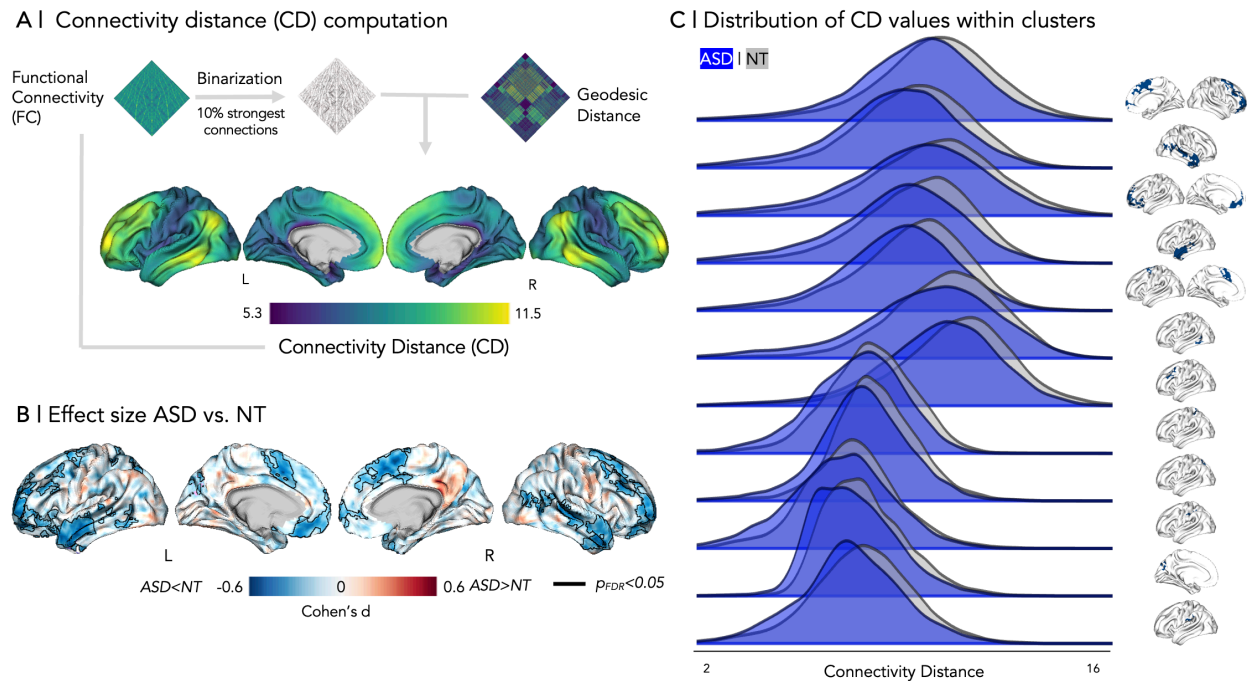 A | Connectivity distance (CD) computation
Functional
Connectivity
(FC)
Binarization
10% strongest
connections
Geodesic
Distance
L
R
5.3
11.5
Connectivity Distance (CD)
B | Effect size ASD vs. NT
L
R
ASD<NT
-0.6
0
0.6
ASD>NT
pFDR<0.05
Cohen's d
C | Distribution of CD values within clusters
ASD | NT
2
Connectivity Distance
16